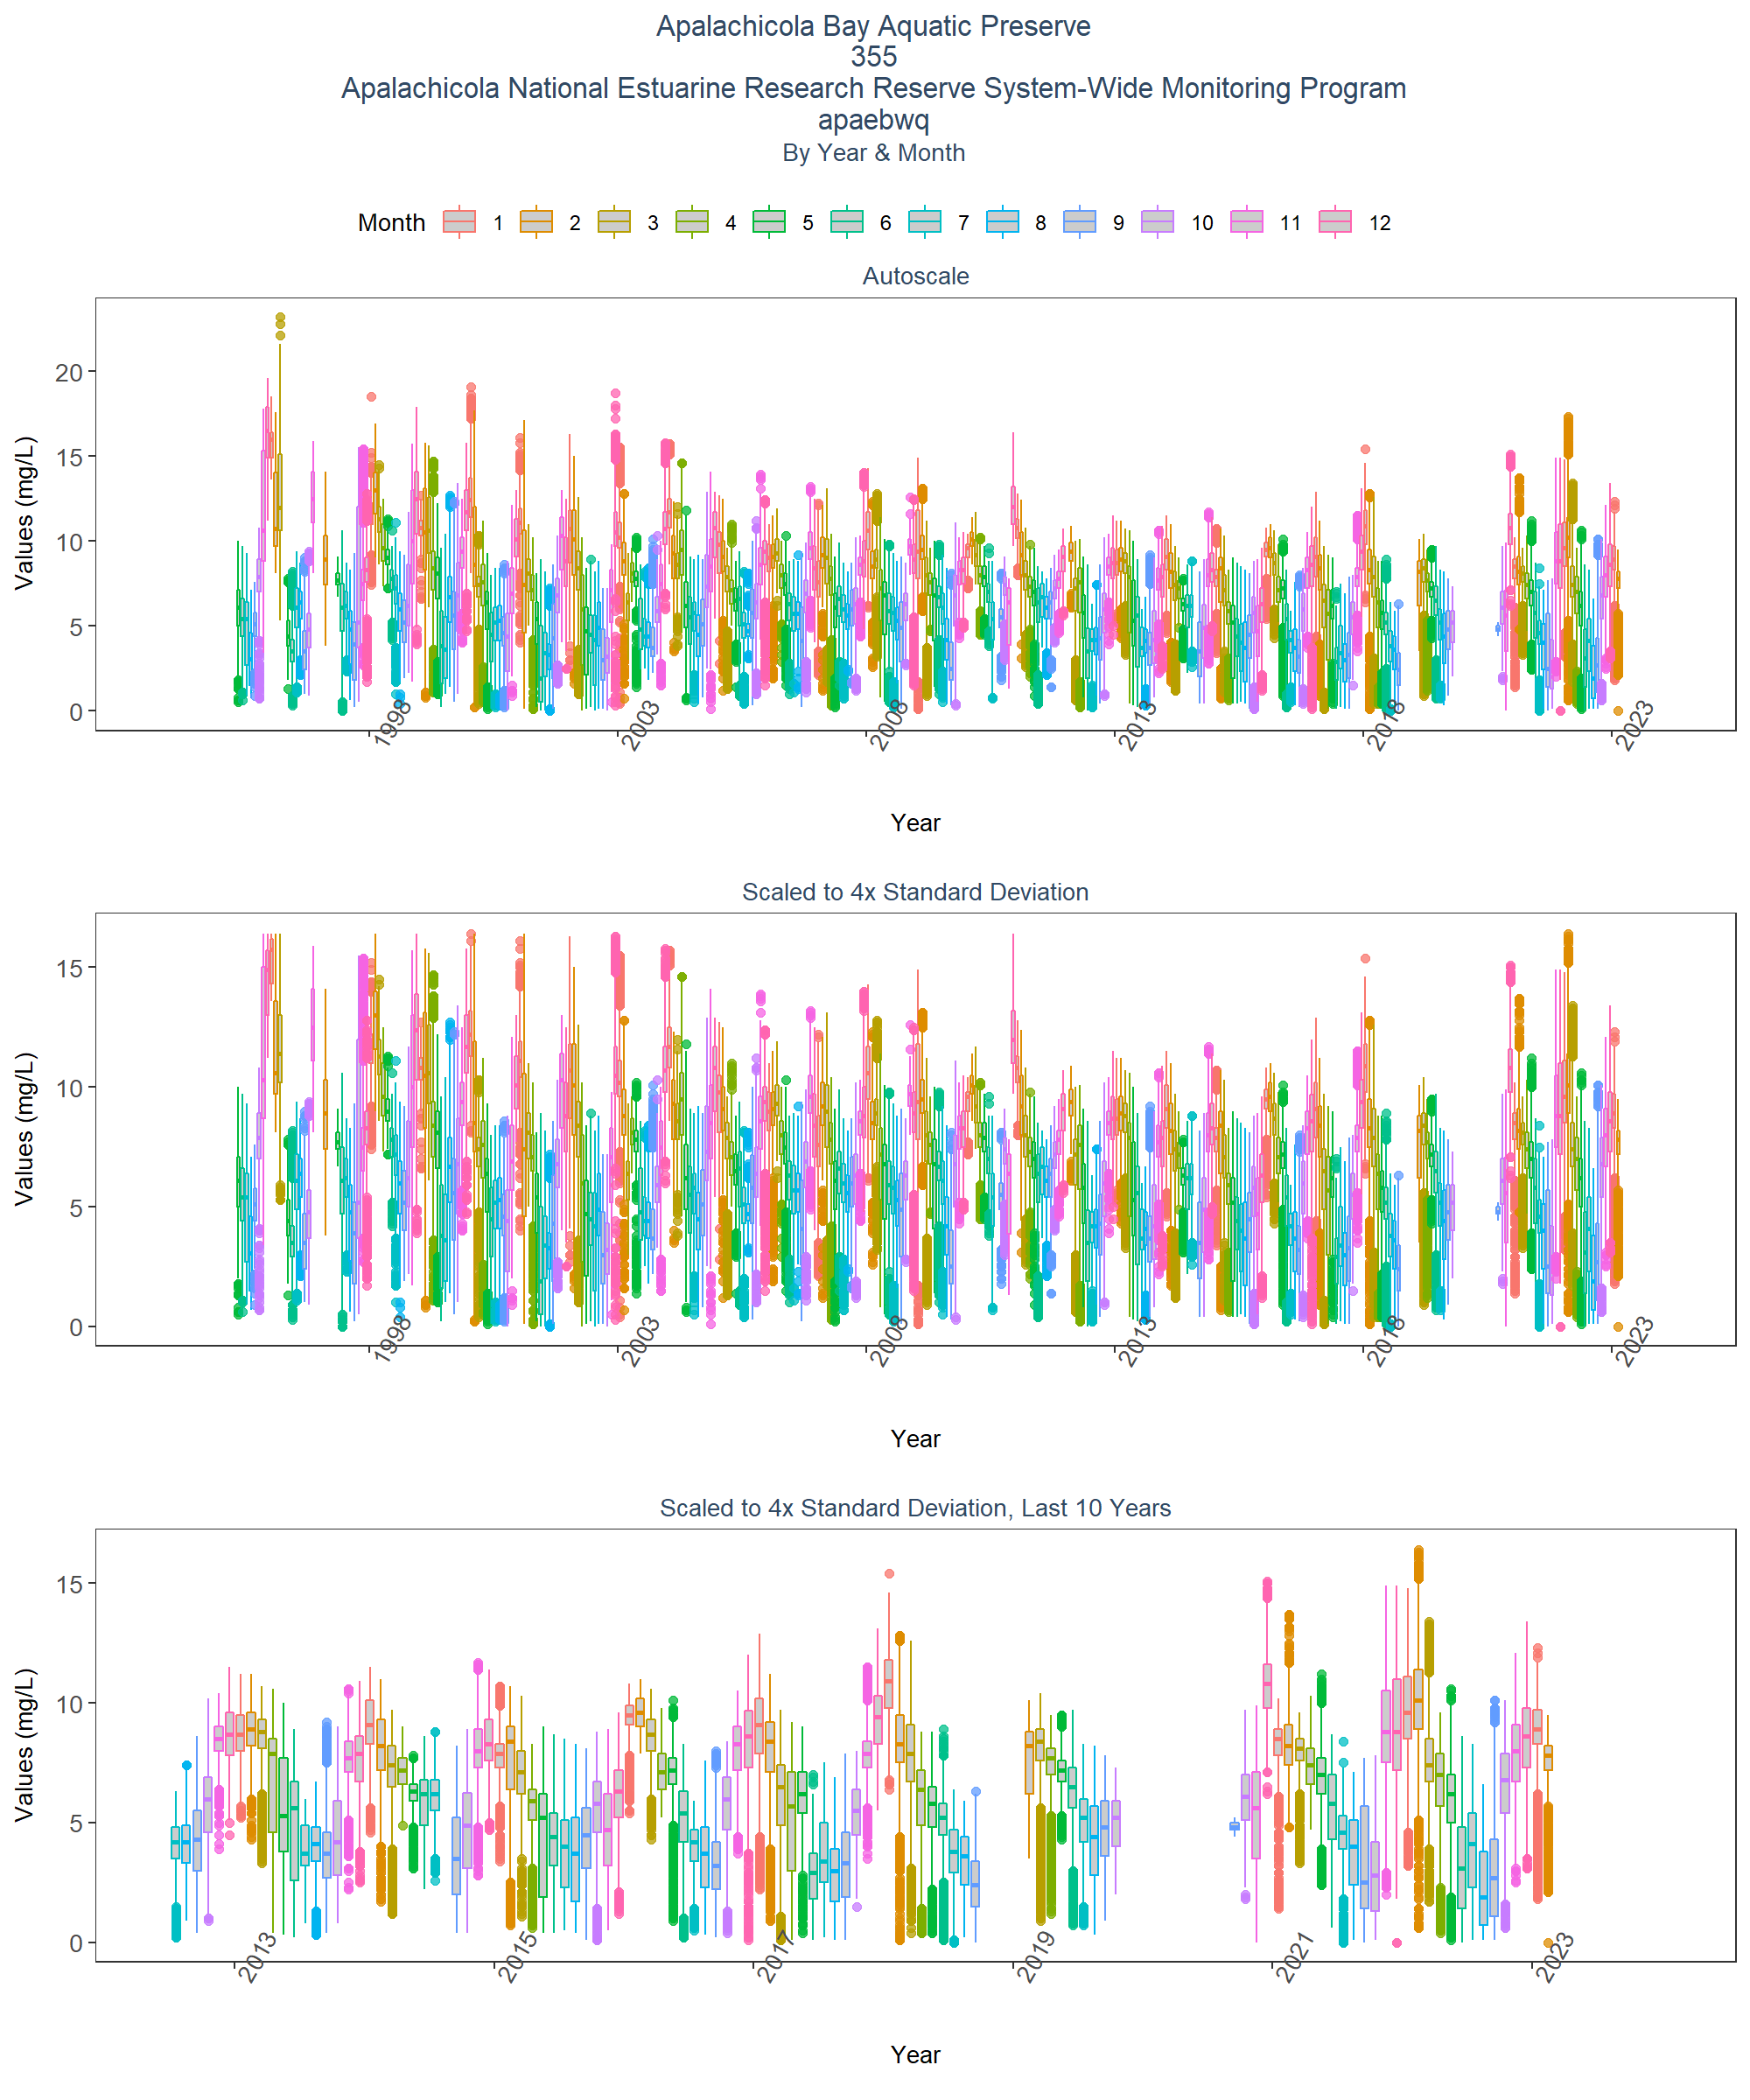 Apalachicola Bay Aquatic Preserve
355
Apalachicola National Estuarine Research Reserve System-Wide Monitoring Program
apaebwq
By Year & Month
Month 1 2 3 4 5 6 7 8 9 10 11 12
Autoscale
Values (mg/L)
20
15
10
5
0
1998 2003 2008 2013 2018 2023
Year
Scaled to 4x Standard Deviation
Values (mg/L)
15
10
5
0
1998 2003 2008 2013 2018 2023
Year
Scaled to 4x Standard Deviation, Last 10 Years
Values (mg/L)
15
10
5
0
2013 2015 2017 2019 2021 2023
Year